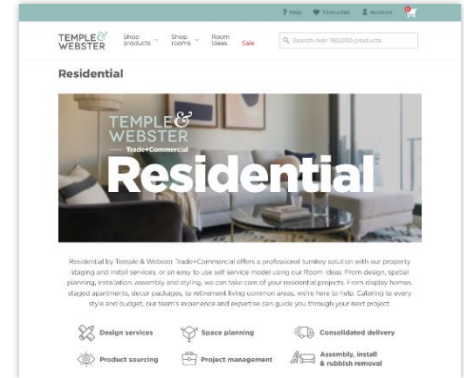 ? Help Favourites Account
TEMPLE &
WEBSTER
Shop
products
Shop
rooms
Room
Ideas
Sale
Search over 180,000 products
Residential
TEMPLE &
WEBSTER
Trade+Commercial
Residential
Residential by Temple & Webster Trade+Commercial offers a professional turnkey solution with our property
staging and install services, or an easy to use self service model using our Room Ideas. From design, spatial
planning, installation, assembly and styling, we can take care of your residential projects. From display homes,
staged apartments, decor packages, to retirement living common areas, we're here to help. Catering to every
style and budget, our team's experience and expertise can guide you through your next project.
Design services
Space planning
Consolidated delivery
Product sourcing
Project management
Assembly, install
& rubbish removal